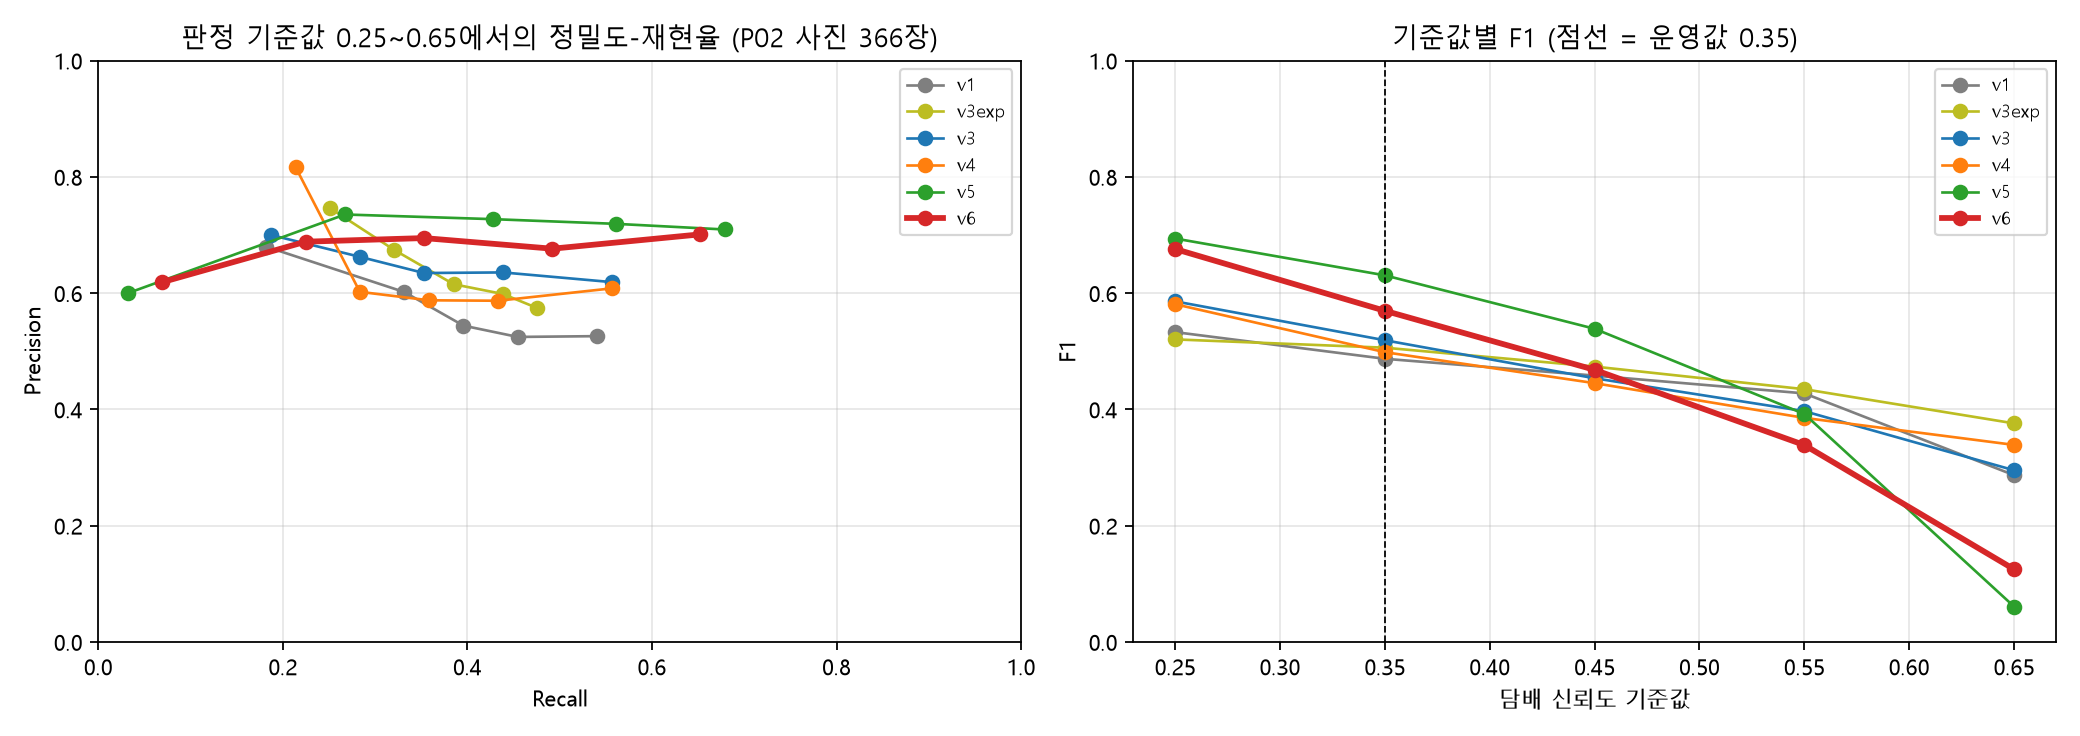 판정 기준값 0.25~0.65에서의 정밀도-재현율 (P02 사진 366장)
1.0
0.8
0.6
0.4
0.2
0.0
Precision
0.0 0.2 0.4 0.6 0.8 1.0
Recall
v1
v3exp
v3
v4
v5
v6
기준값별 F1 (점선 = 운영값 0.35)
1.0
0.8
0.6
0.4
0.2
0.0
F1
0.25 0.30 0.35 0.40 0.45 0.50 0.55 0.60 0.65
담배 신뢰도 기준값
v1
v3exp
v3
v4
v5
v6